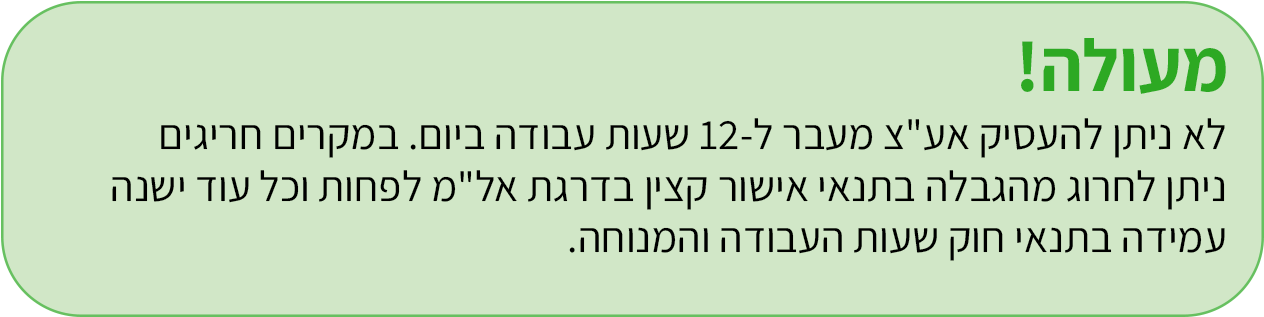 מעולה!
לא ניתן להעסיק אע"צ מעבר ל-12 שעות עבודה ביום. במקרים חריגים
ניתן לחרוג מהגבלה בתנאי אישור קצין בדרגת אל"מ לפחות וכל עוד ישנה
עמידה בתנאי חוק שעות העבודה והמנוחה.